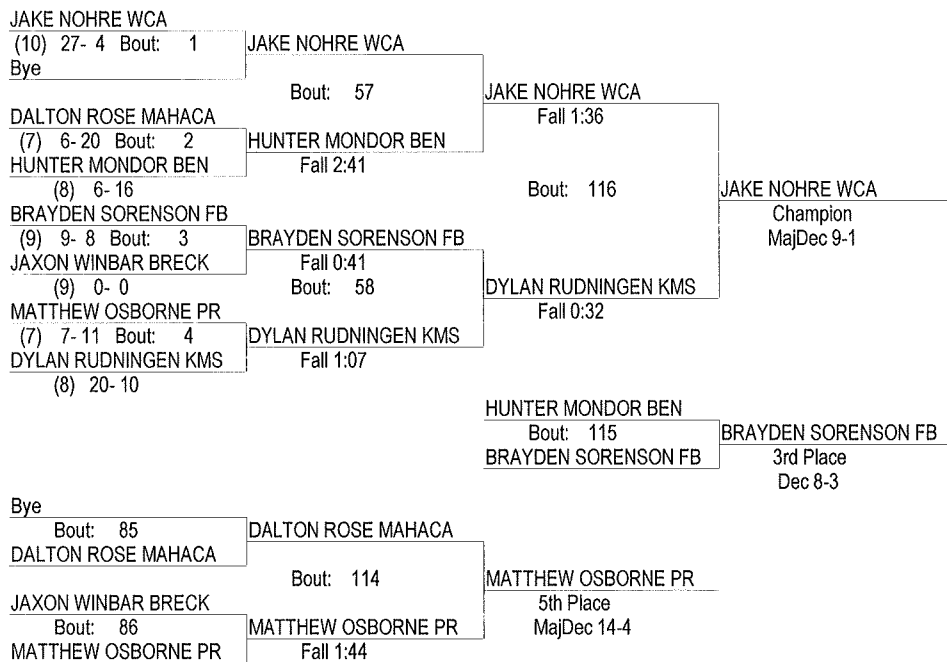 JAKE NOHRE WCA
(10) 27- 4 Bout: 1 JAKE NOHRE WCA
Bye
Bout: 57 JAKE NOHRE WCA
DALTON ROSE MAHACA Fall 1:36
(7) 6- 20 Bout: 2 HUNTER MONDOR BEN
HUNTER MONDOR BEN Fall 2:41
(8) 6- 16 Bout: 116 JAKE NOHRE WCA
BRAYDEN SORENSON FB Champion
(9) 9- 8 Bout: 3 BRAYDEN SORENSON FB MajDec 9-1
JAXON WINBAR BRECK Fall 0:41
(9) 0- 0 Bout: 58 DYLAN RUDNINGEN KMS
MATTHEW OSBORNE PR Fall 0:32
(7) 7- 11 Bout: 4 DYLAN RUDNINGEN KMS
DYLAN RUDNINGEN KMS Fall 1:07
(8) 20- 10
HUNTER MONDOR BEN
Bout: 115 BRAYDEN SORENSON FB
BRAYDEN SORENSON FB 3rd Place
Dec 8-3
Bye
Bout: 85 DALTON ROSE MAHACA
DALTON ROSE MAHACA
Bout: 114 MATTHEW OSBORNE PR
JAXON WINBAR BRECK 5th Place
Bout: 86 MATTHEW OSBORNE PR MajDec 14-4
MATTHEW OSBORNE PR Fall 1:44